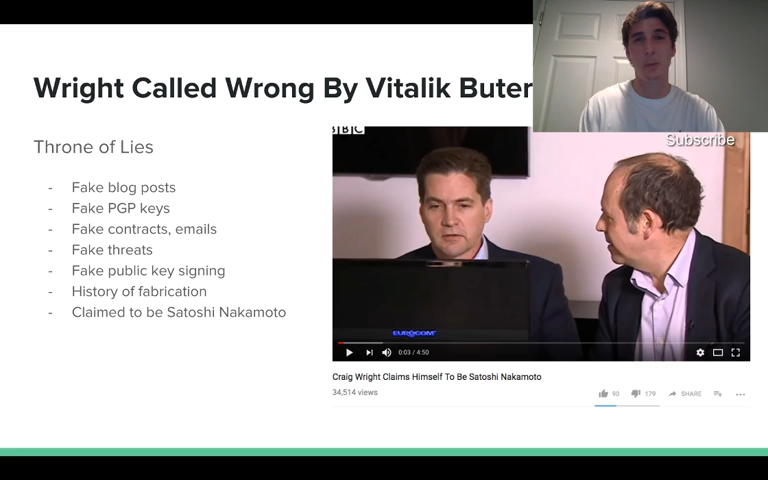 Wright Called Wrong By Vitalik Buter
Throne of Lies
- Fake blog posts
- Fake PGP keys
- Fake contracts, emails
- Fake threats
- Fake public key signing
- History of fabrication
- Claimed to be Satoshi Nakamoto
BBC
Subscribe
EUROCOM
0:03 / 4:50
Craig Wright Claims Himself To Be Satoshi Nakamoto
34,514 views
93 179 SHARE